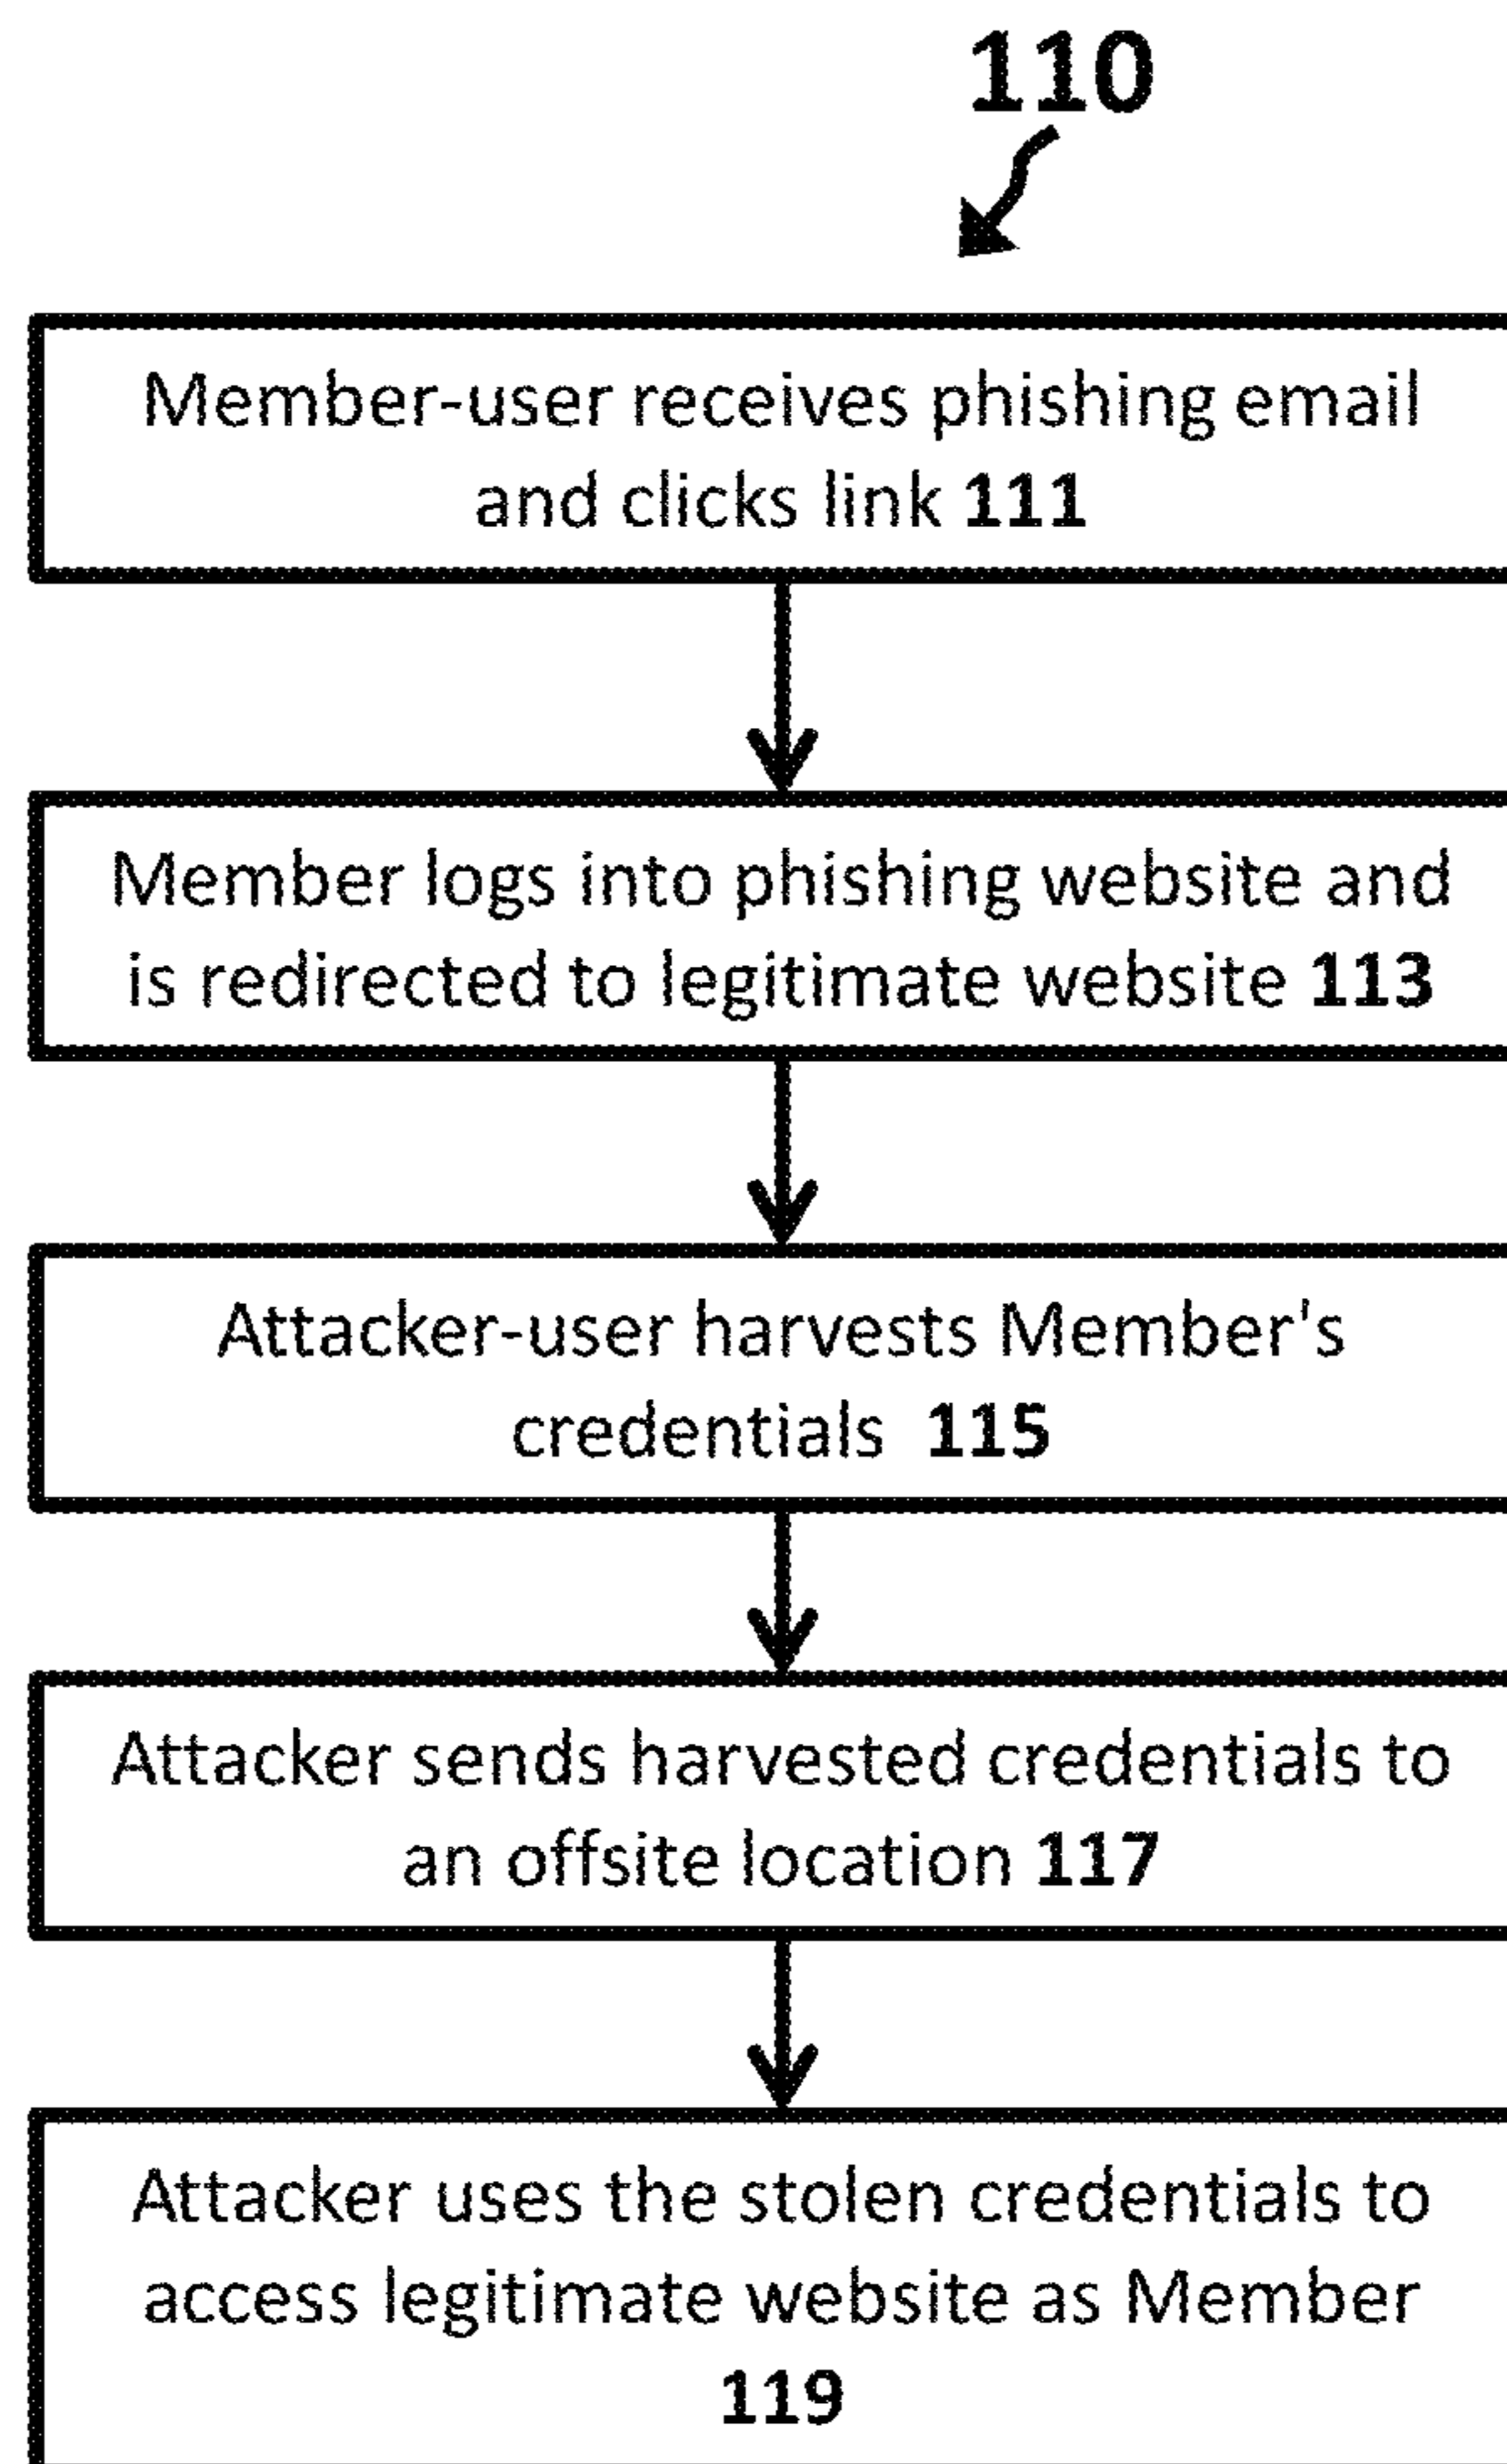 110
Member-user receives phishing email
and clicks link 111
Member logs into phishing website and
is redirected to legitimate website 113
Attacker-user harvests Member's
credentials 115
Attacker sends harvested credentials to
an offsite location 117
Attacker uses the stolen credentials to
access legitimate website as Member
119